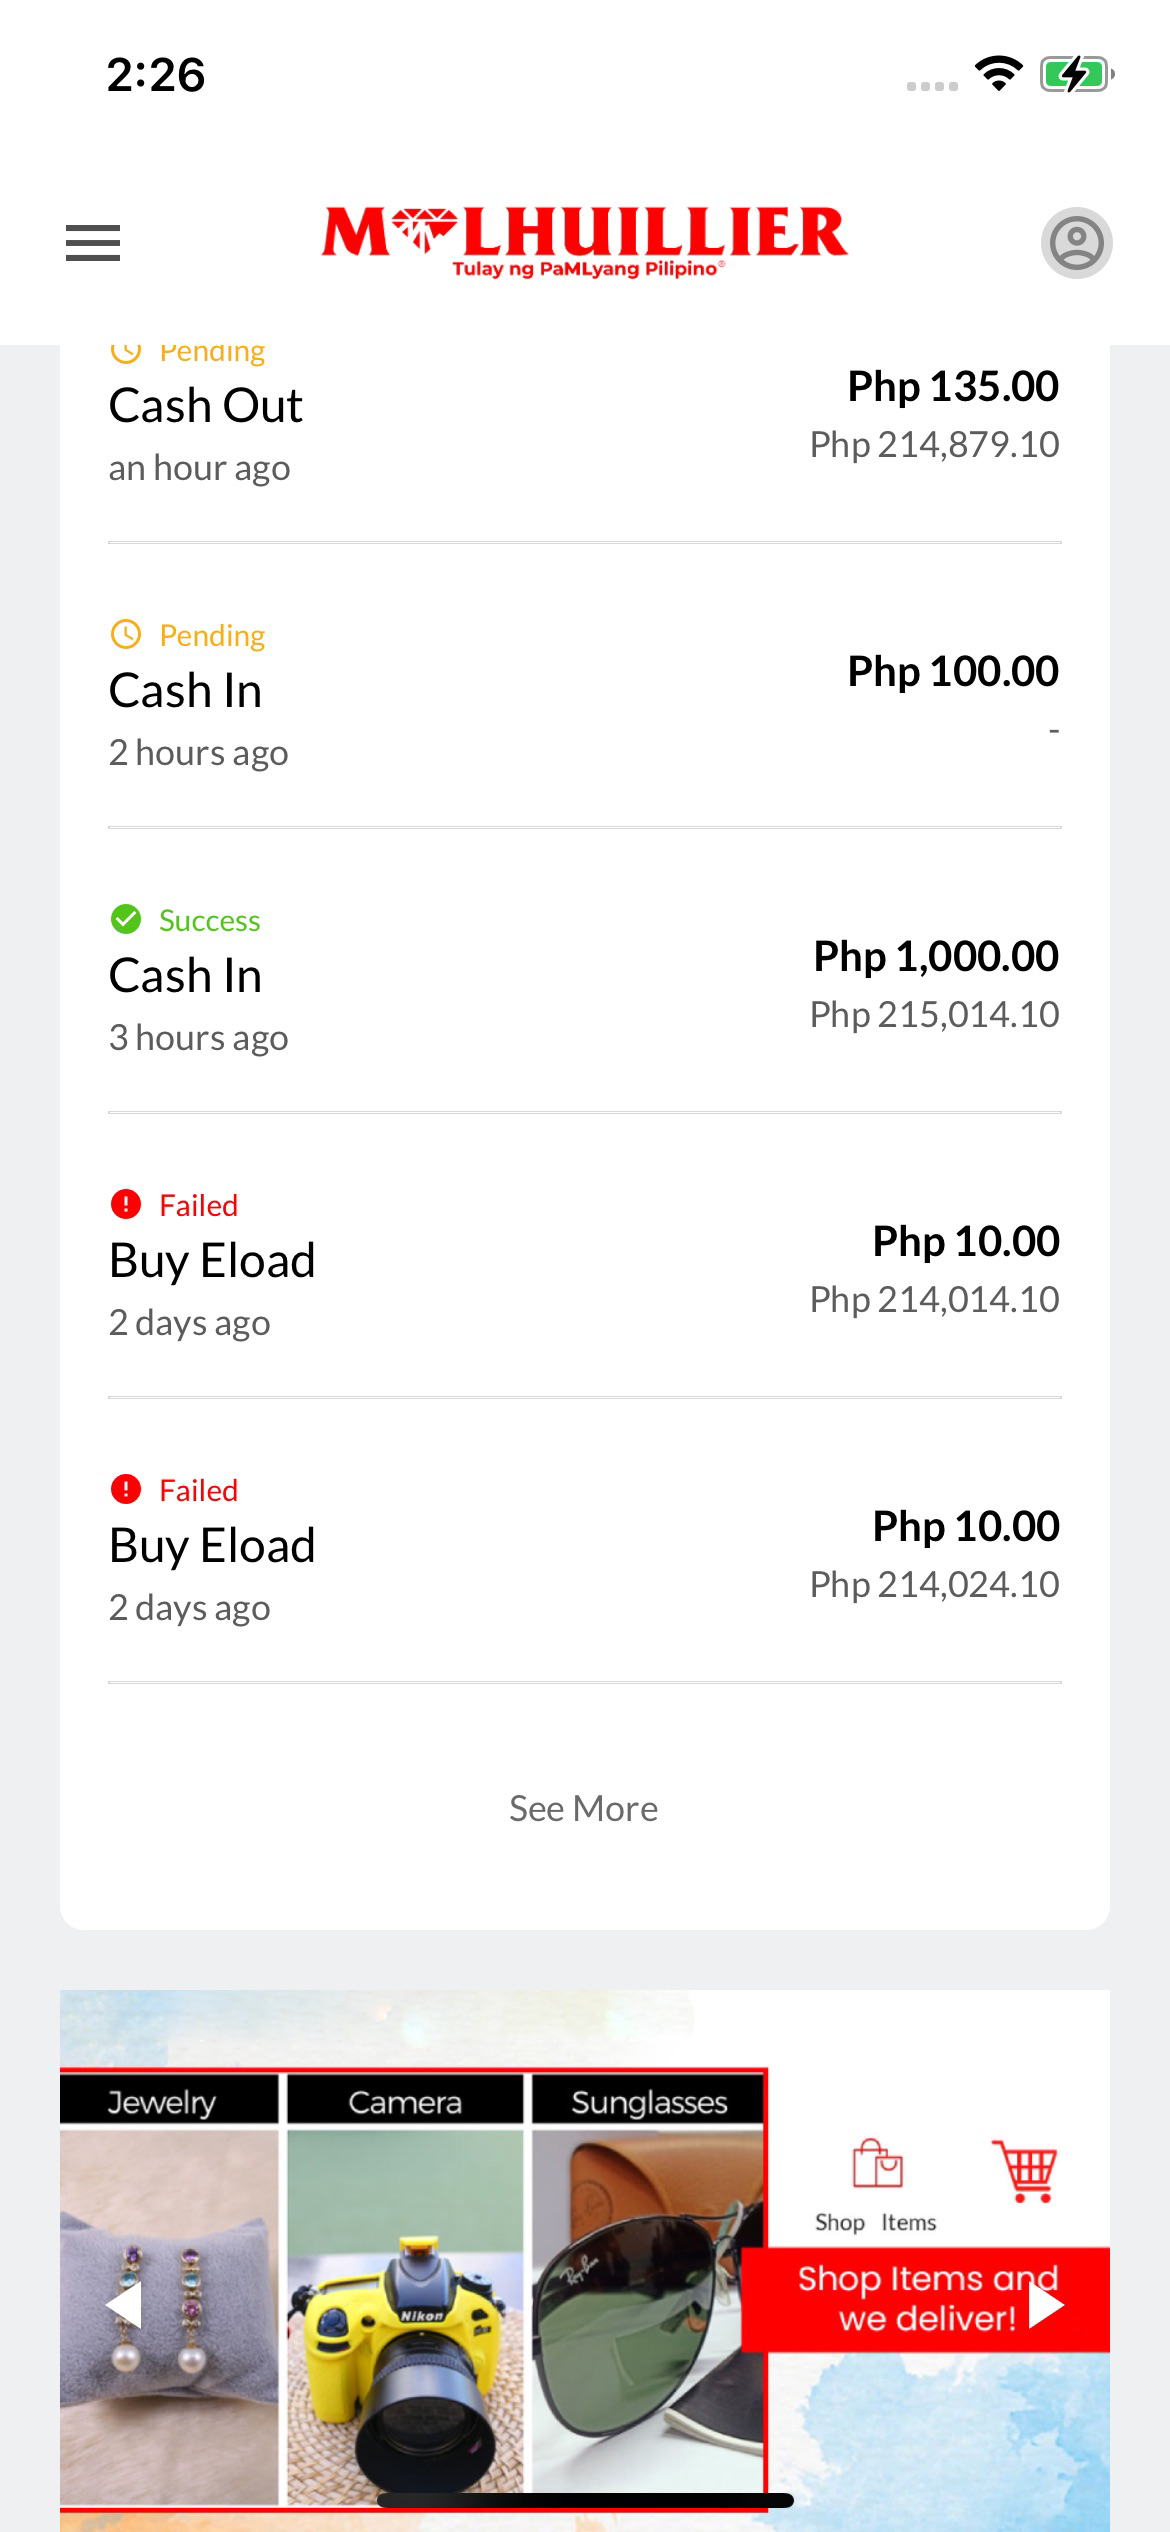 2:26
M LHUILLIER
Tulay ng PaMLyang Pilipino®
Pending
Cash Out
Php 135.00
an hour ago
Php 214,879.10
Pending
Cash In
Php 100.00
2 hours ago
-
Success
Cash In
Php 1,000.00
3 hours ago
Php 215,014.10
Failed
Buy Eload
Php 10.00
2 days ago
Php 214,014.10
Failed
Buy Eload
Php 10.00
2 days ago
Php 214,024.10
See More
Jewelry
Camera
Sunglasses
Shop Items
Ray-Ban
Nikon
Shop Items and
we deliver!